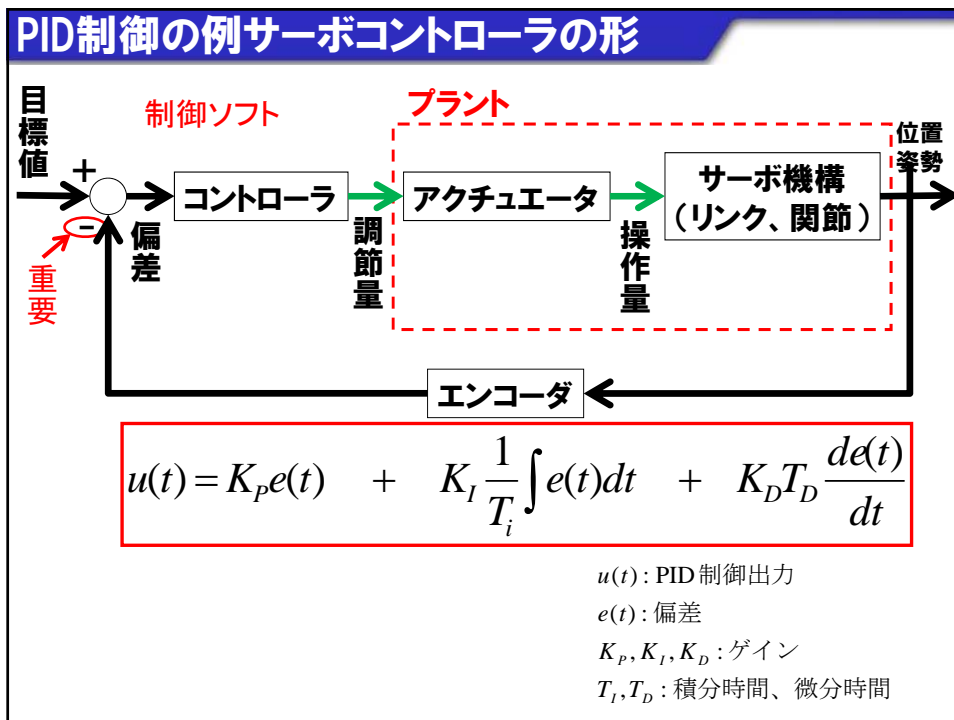 PID制御の例サーボコントローラの形
目標値
制御ソフト
プラント
位置
姿勢
+
コントローラ
アクチュエータ
サーボ機構
(リンク、関節)
-
偏差
調節量
操作量
重要
エンコーダ
u(t) = K_P e(t) + K_I \frac{1}{T_i} ∫ e(t)dt + K_D T_D \frac{de(t)}{dt}
u(t) : PID制御出力
e(t) : 偏差
K_P, K_I, K_D : ゲイン
T_I, T_D : 積分時間、微分時間